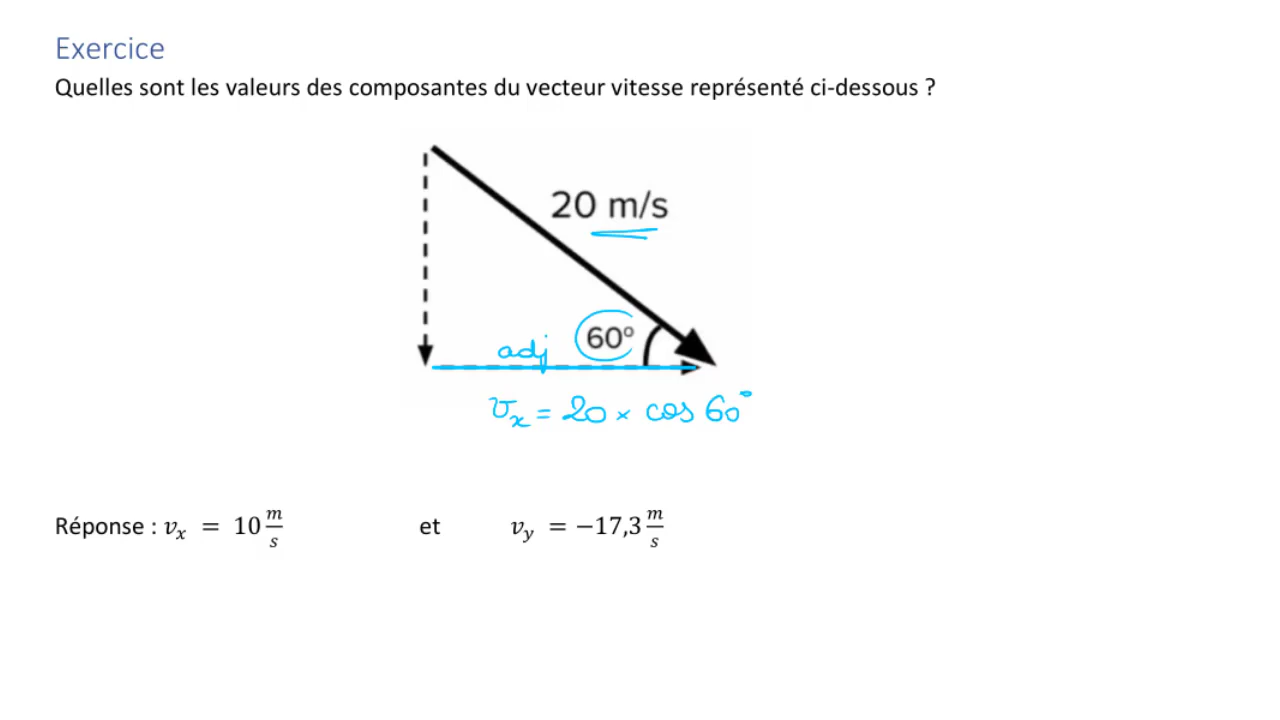 Exercice
Quelles sont les valeurs des composantes du vecteur vitesse représenté ci-dessous ?
20 m/s
60°
adj
vₓ = 20 × cos 60°
Réponse : vₓ = 10 m/s et v_y = −17,3 m/s